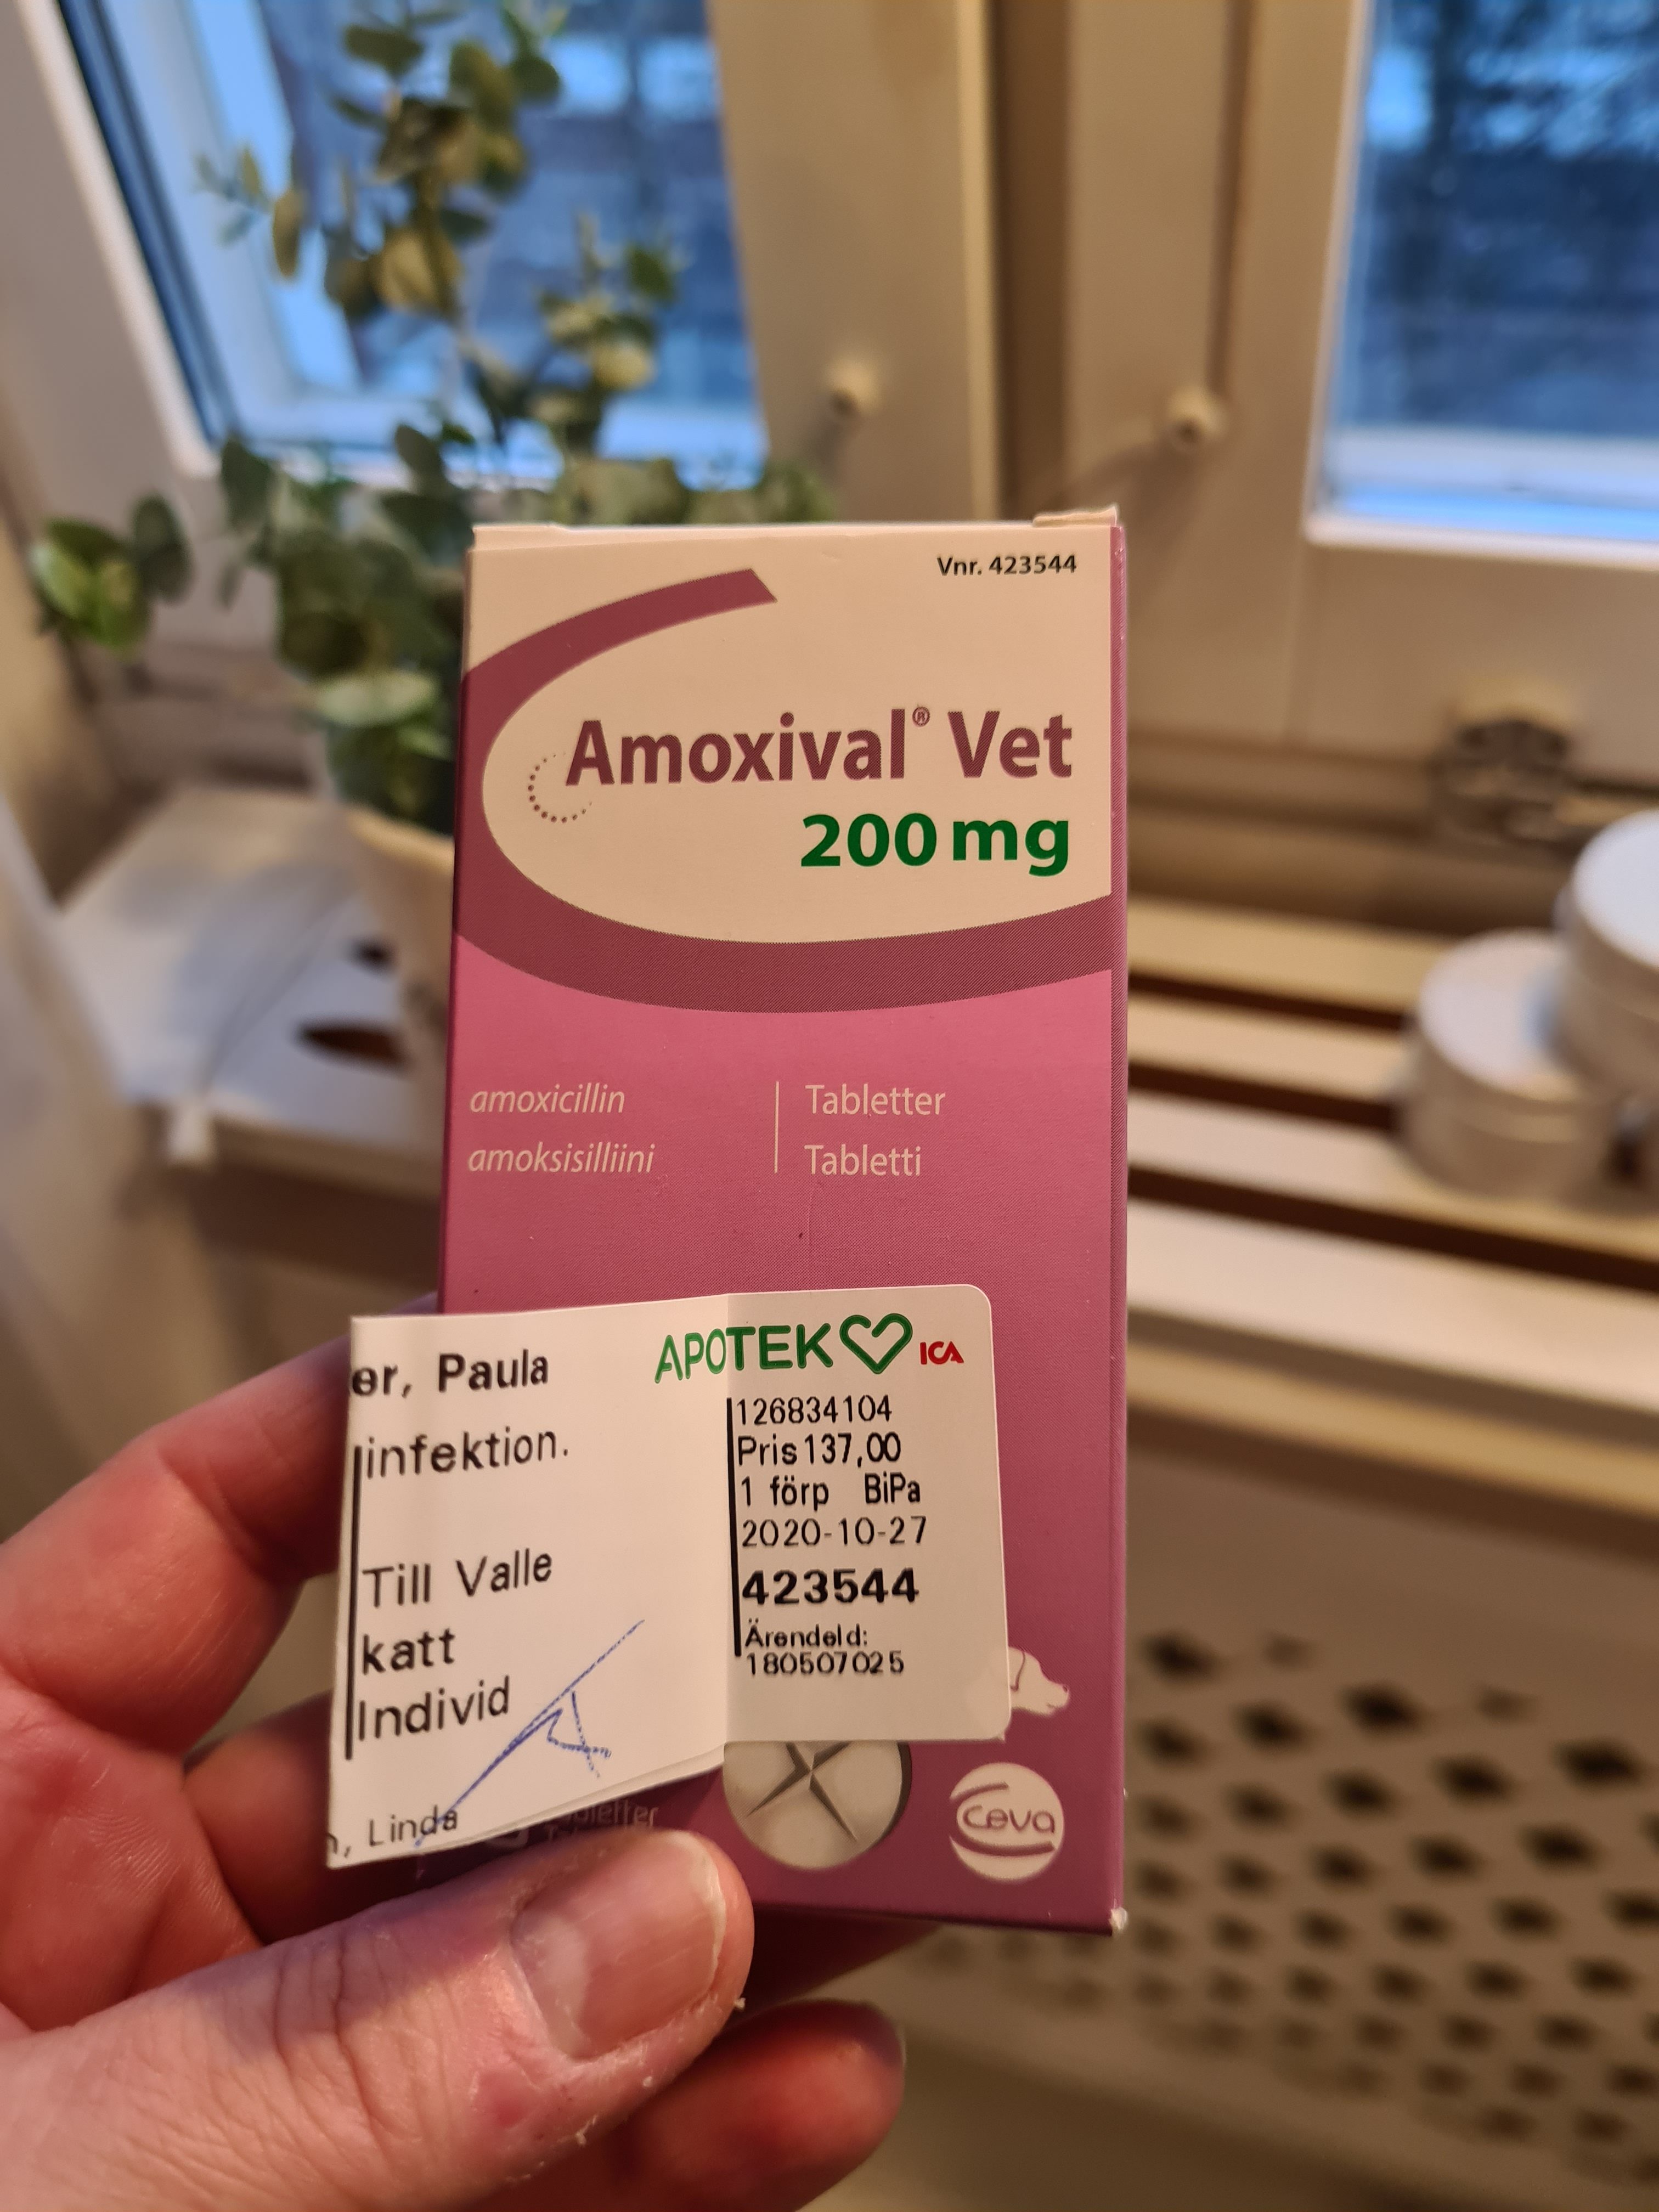 Vnr. 423544
Amoxival® Vet
200 mg
amoxicillin
Tabletter
amoksisilliini
Tabletti
APOTEK ICA
er, Paula
infektion.
Till Valle
katt
Individ
, Linda
126834104
Pris 137,00
1 förp BiPa
2020-10-27
423544
ÄrendeId:
180507025
Ceva